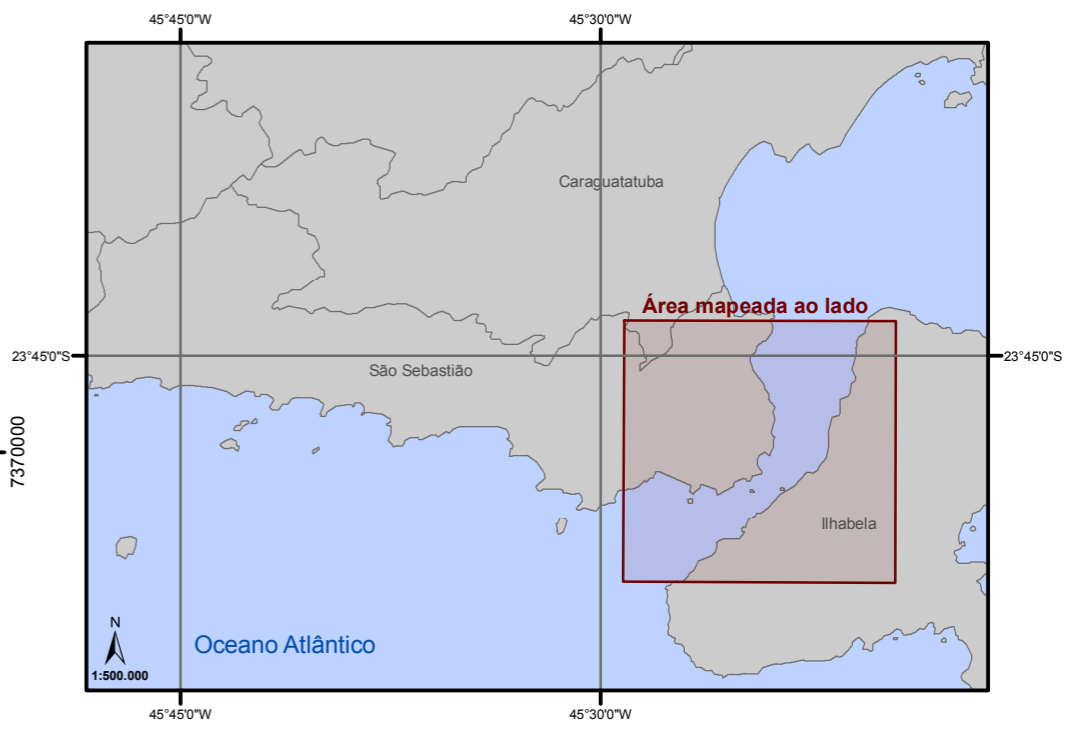 45°45'0"W
45°30'0"W
Caraguatatuba
Área mapeada ao lado
23°45'0"S
23°45'0"S
São Sebastião
7370000
Ilhabela
N
Oceano Atlântico
1:500.000
45°45'0"W
45°30'0"W